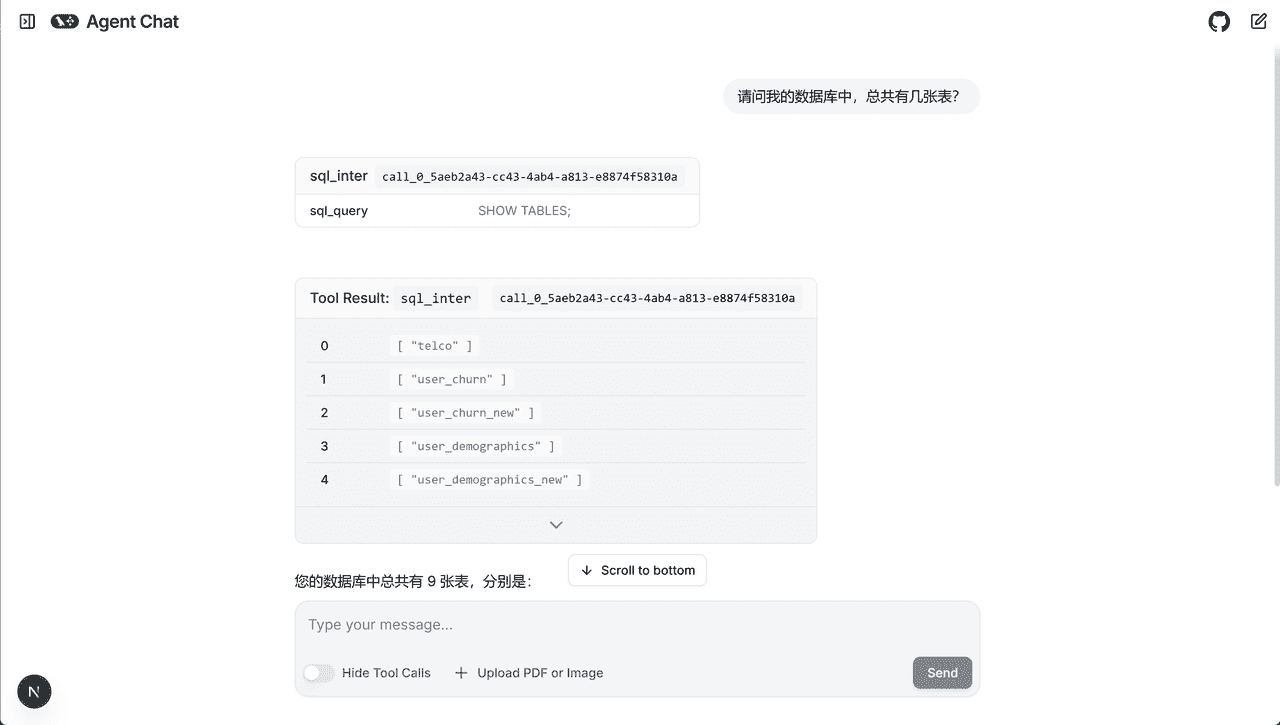 Agent Chat
请问我的数据库中，总共有几张表？
sql_inter call_0_5aeb2a43-cc43-4ab4-a813-e8874f58310a
sql_query SHOW TABLES;
Tool Result: sql_inter call_0_5aeb2a43-cc43-4ab4-a813-e8874f58310a
0 [ "telco" ]
1 [ "user_churn" ]
2 [ "user_churn_new" ]
3 [ "user_demographics" ]
4 [ "user_demographics_new" ]
Scroll to bottom
您的数据库中总共有 9 张表，分别是：
Type your message...
Hide Tool Calls
Upload PDF or Image
Send
N